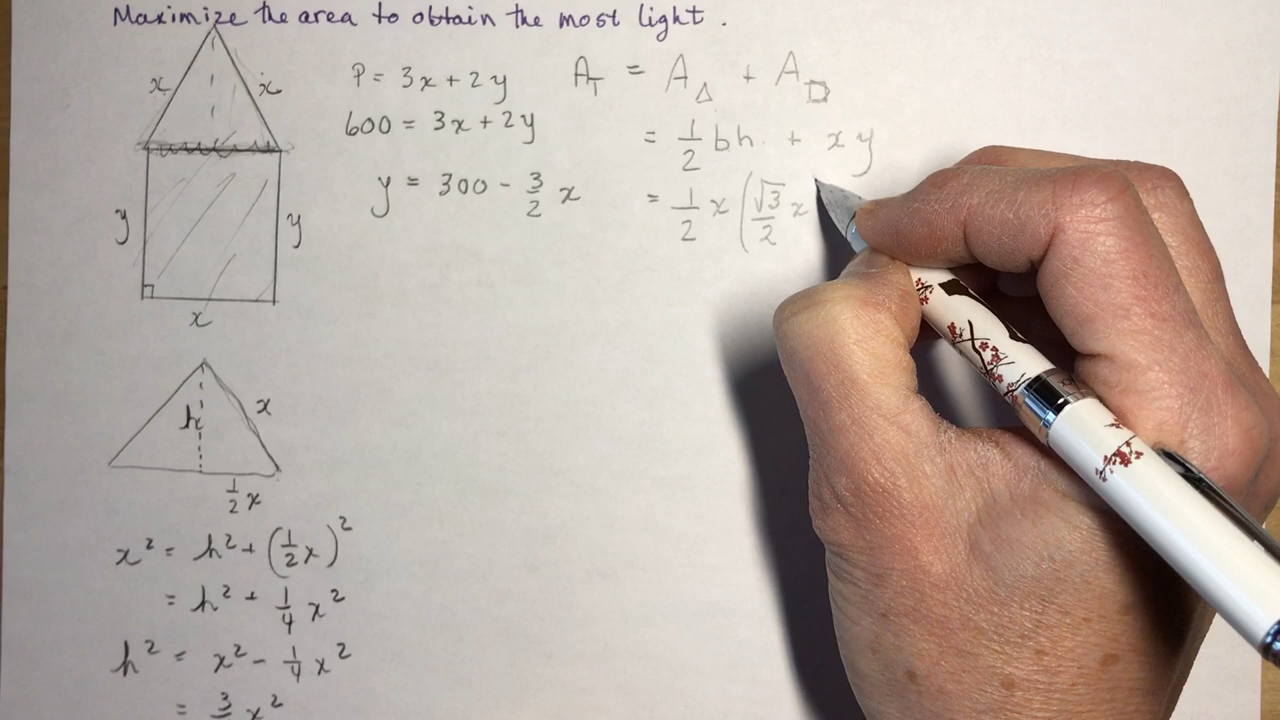 Maximize the area to obtain the most light.
x x
y y
x
P = 3x + 2y
600 = 3x + 2y
y = 300 - 3/2 x
A_T = A_△ + A_□
= 1/2 bh + xy
= 1/2 x (√3/2 x
h x
1/2 x
x² = h² + (1/2 x)²
= h² + 1/4 x²
h² = x² - 1/4 x²
= 3/ x²